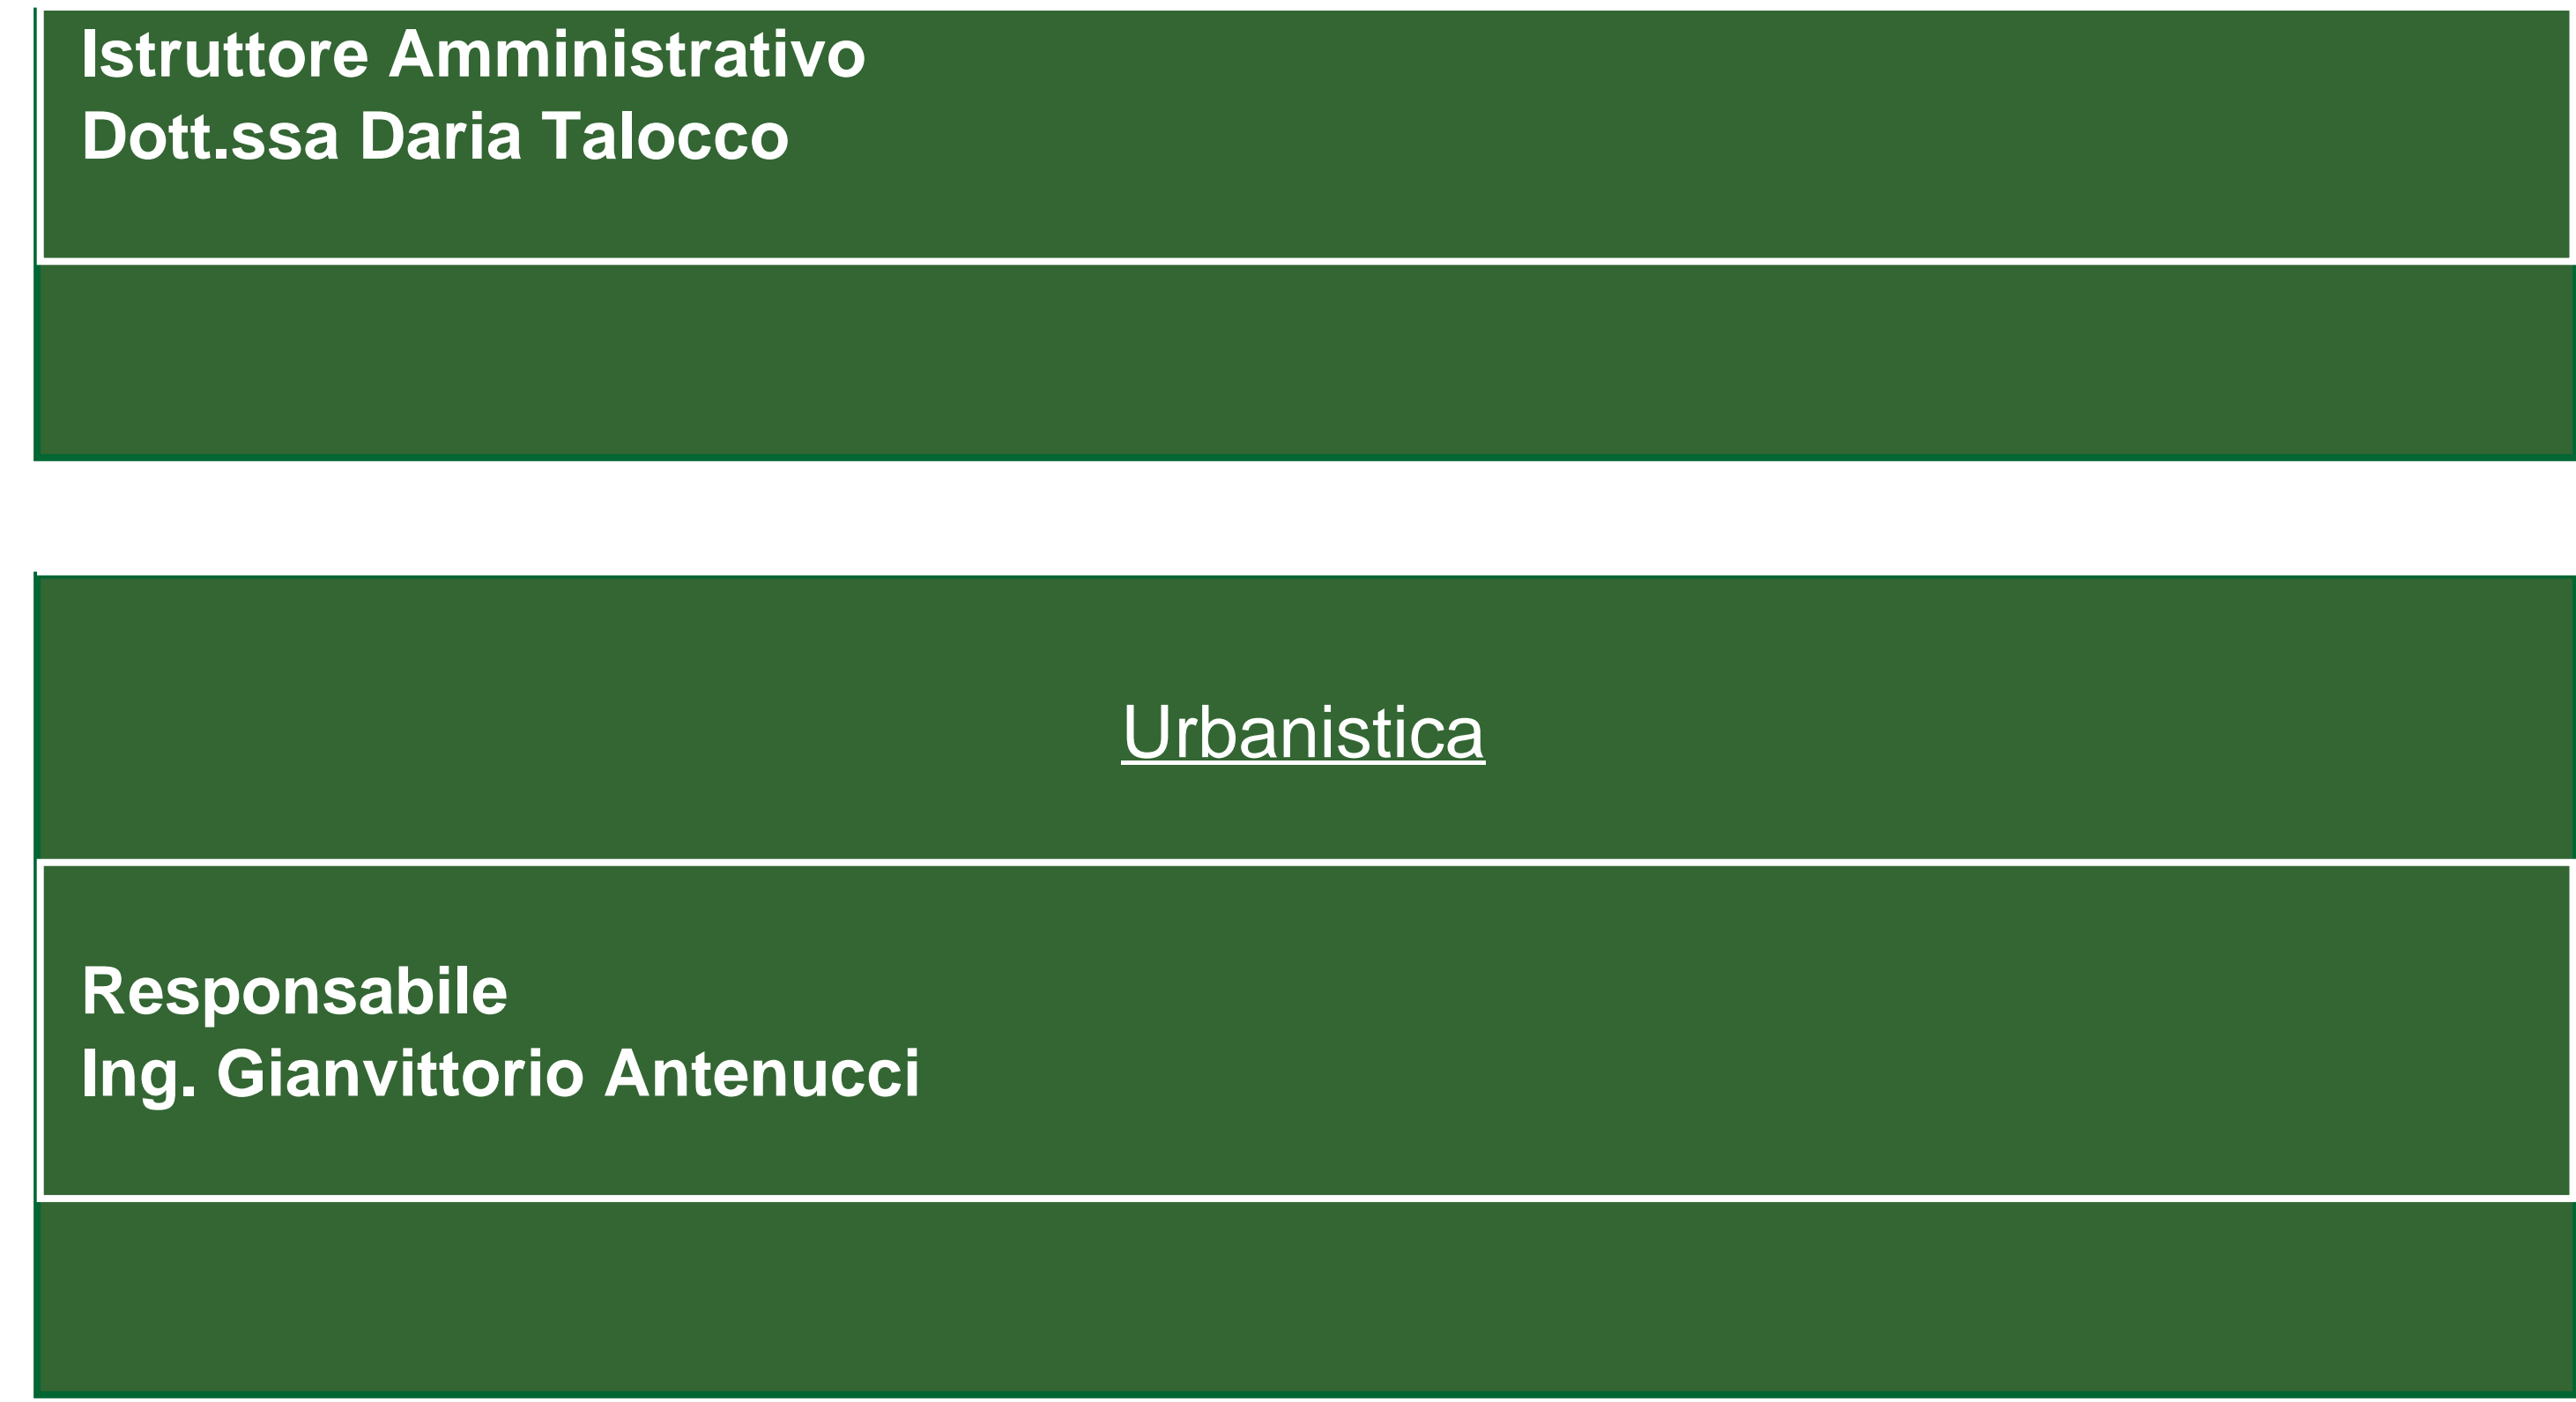 Istruttore Amministrativo
Dott.ssa Daria Talocco
Urbanistica
Responsabile
Ing. Gianvittorio Antenucci